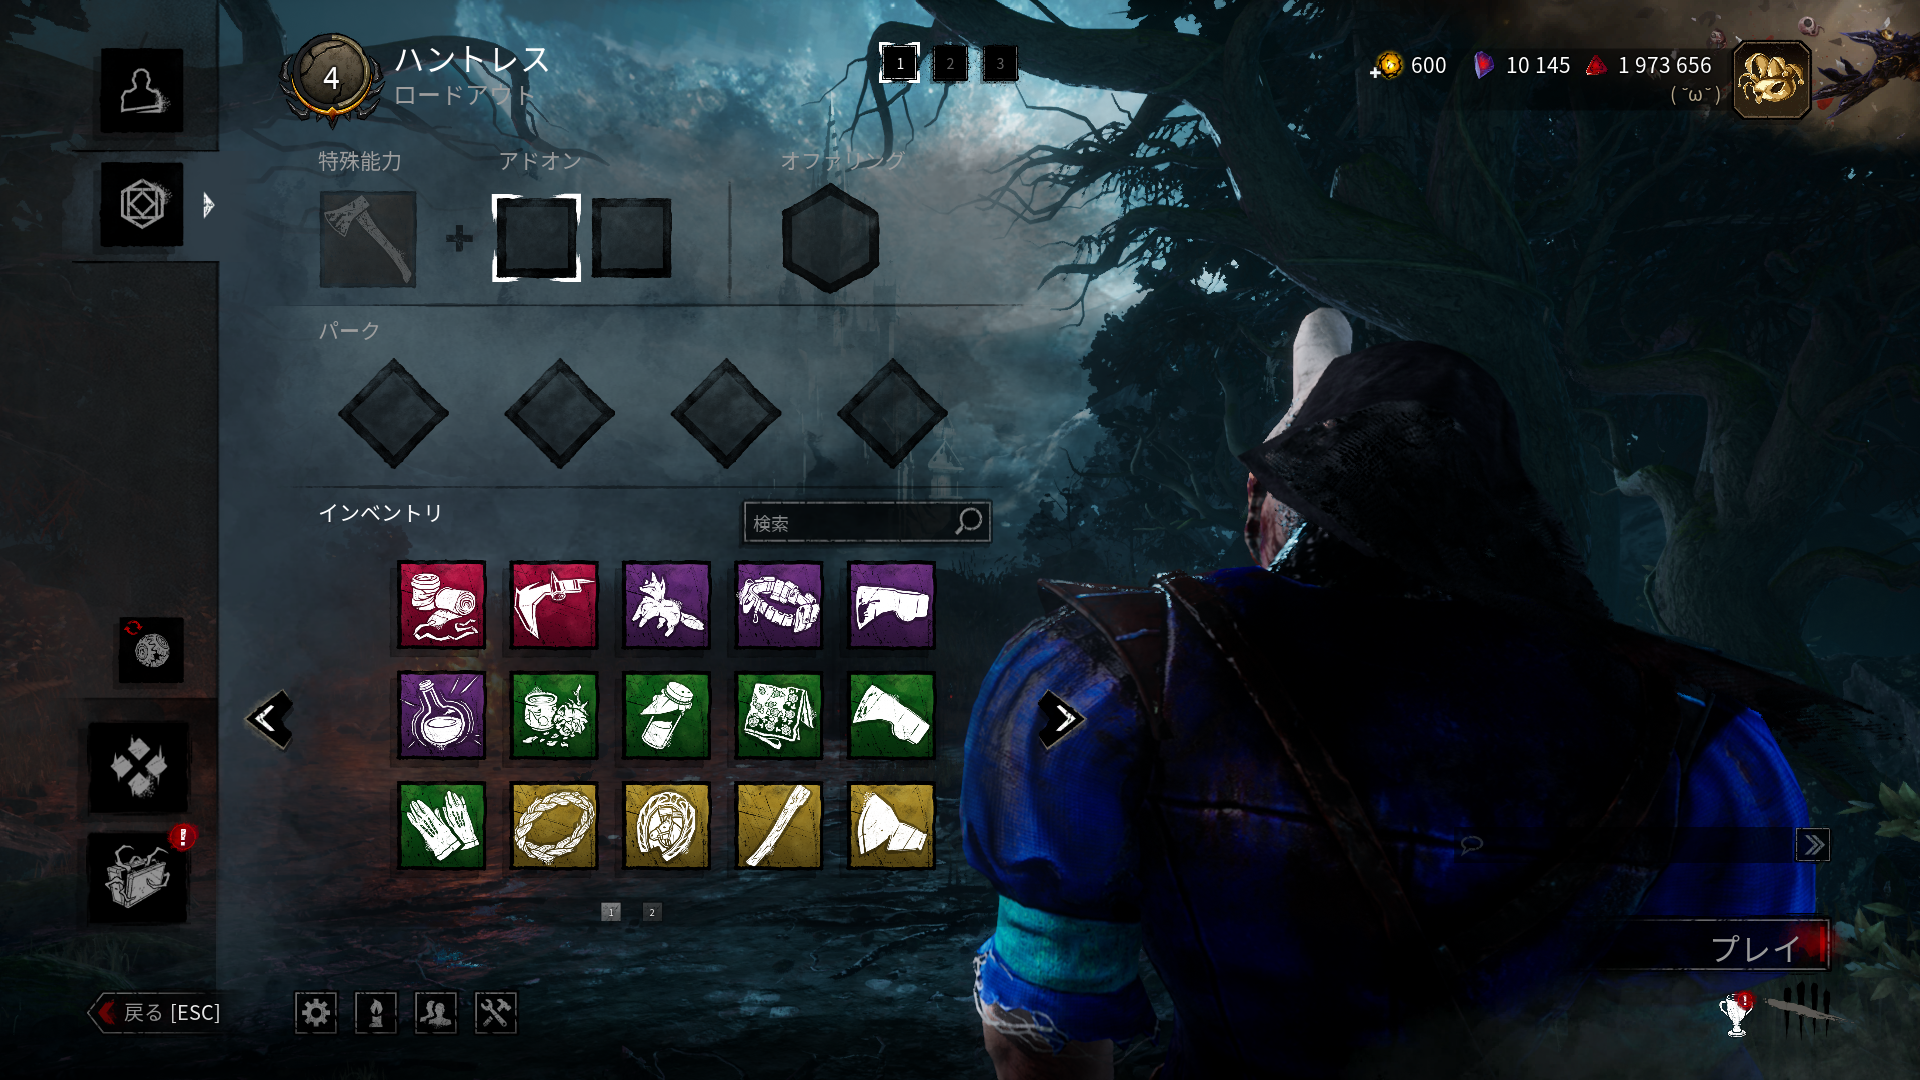 4
ハントレス
ロードアウト
1 2 3
600 10 145 1 973 656
( ˘ω˘ )
特殊能力 アドオン オファリング
パーク
インベントリ
検索
1 2
プレイ
戻る [ESC]